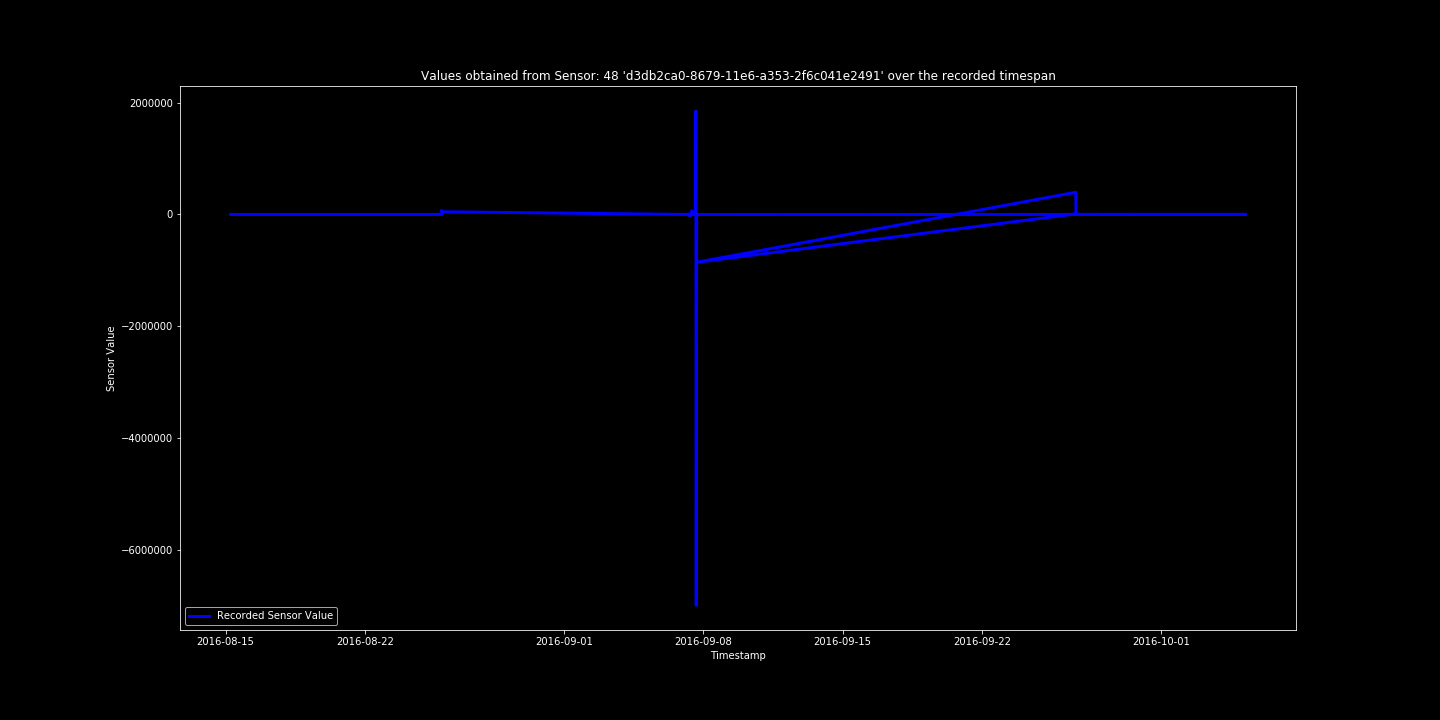 Values obtained from Sensor: 48 'd3db2ca0-8679-11e6-a353-2f6c041e2491' over the recorded timespan
2000000
0
−2000000
−4000000
−6000000
Sensor Value
Recorded Sensor Value
2016-08-15 2016-08-22 2016-09-01 2016-09-08 2016-09-15 2016-09-22 2016-10-01
Timestamp